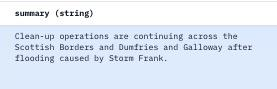 summary (string)
Clean-up operations are continuing across the
Scottish Borders and Dumfries and Galloway after
flooding caused by Storm Frank.